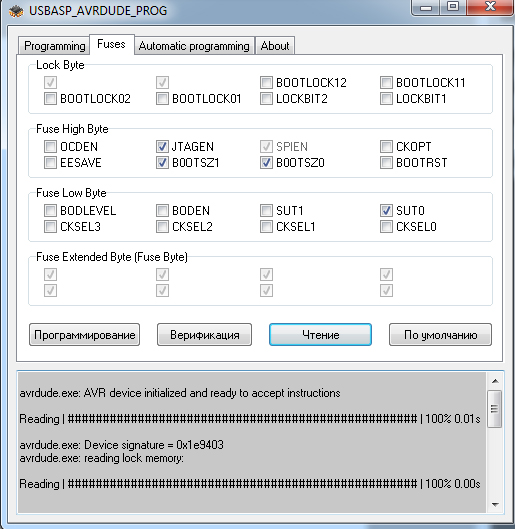 USBASP_AVRDUDE_PROG
Programming Fuses Automatic programming About
Lock Byte
BOOTLOCK12 BOOTLOCK11
BOOTLOCK02 BOOTLOCK01 LOCKBIT2 LOCKBIT1
Fuse High Byte
OCDEN JTAGEN SPIEN CKOPT
EESAVE BOOTSZ1 BOOTSZ0 BOOTRST
Fuse Low Byte
BODLEVEL BODEN SUT1 SUT0
CKSEL3 CKSEL2 CKSEL1 CKSEL0
Fuse Extended Byte (Fuse Byte)
Программирование Верификация Чтение По умолчанию
avrdude.exe: AVR device initialized and ready to accept instructions
Reading | ################################################## | 100% 0.01s
avrdude.exe: Device signature = 0x1e9403
avrdude.exe: reading lock memory:
Reading | ################################################## | 100% 0.00s